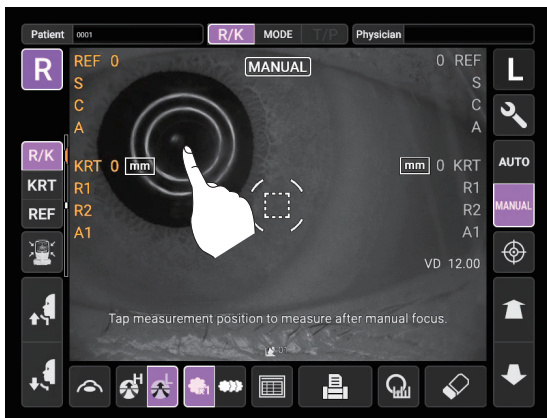 Patient 0001 R/K MODE T/P Physician
R REF 0 MANUAL 0 REF L
S S
C C
A A
R/K KRT 0 mm mm 0 KRT AUTO
KRT R1 R1
REF R2 R2 MANUAL
A1 A1
VD 12.00
Tap measurement position to measure after manual focus.
H L R1